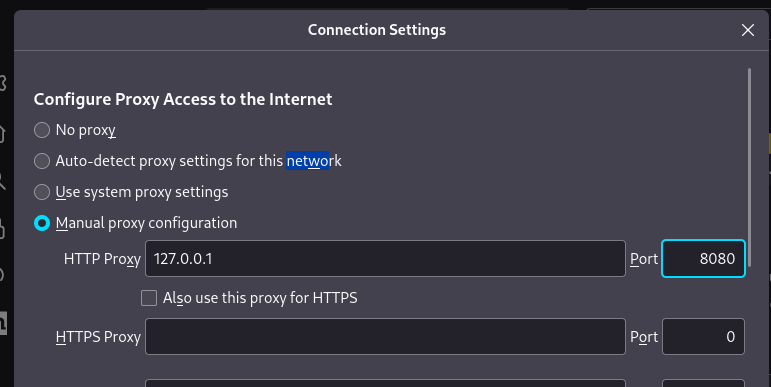 Connection Settings
Configure Proxy Access to the Internet
No proxy
Auto-detect proxy settings for this network
Use system proxy settings
Manual proxy configuration
HTTP Proxy 127.0.0.1 Port 8080
Also use this proxy for HTTPS
HTTPS Proxy Port 0